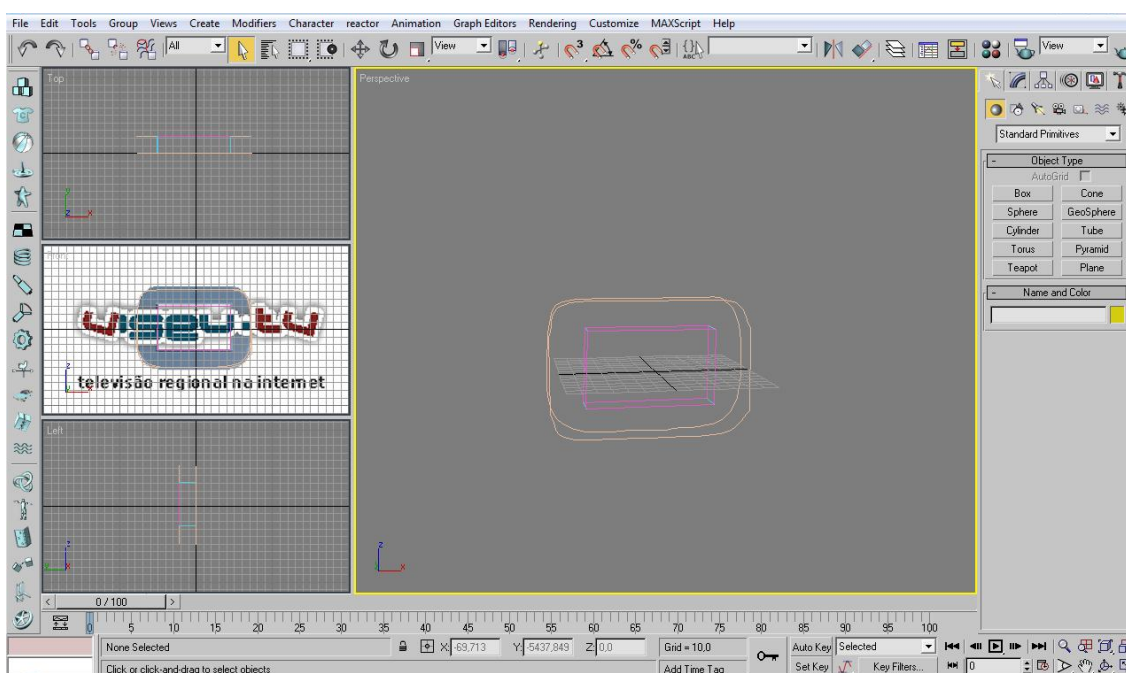 File Edit Tools Group Views Create Modifiers Character reactor Animation Graph Editors Rendering Customize MAXScript Help
All View ABC View
Top
Perspective
Standard Primitives
- Object Type
AutoGrid
Box Cone
Sphere GeoSphere
Cylinder Tube
Torus Pyramid
Teapot Plane
- Name and Color
Front
viseu.tv
televisão regional na internet
Left
< 0 / 100 >
0 5 10 15 20 25 30 35 40 45 50 55 60 65 70 75 80 85 90 95 100
None Selected X: -69,713 Y: -5437,849 Z: 0,0 Grid = 10,0 Auto Key Selected
Click or click-and-drag to select objects Add Time Tag Set Key Key Filters... 0